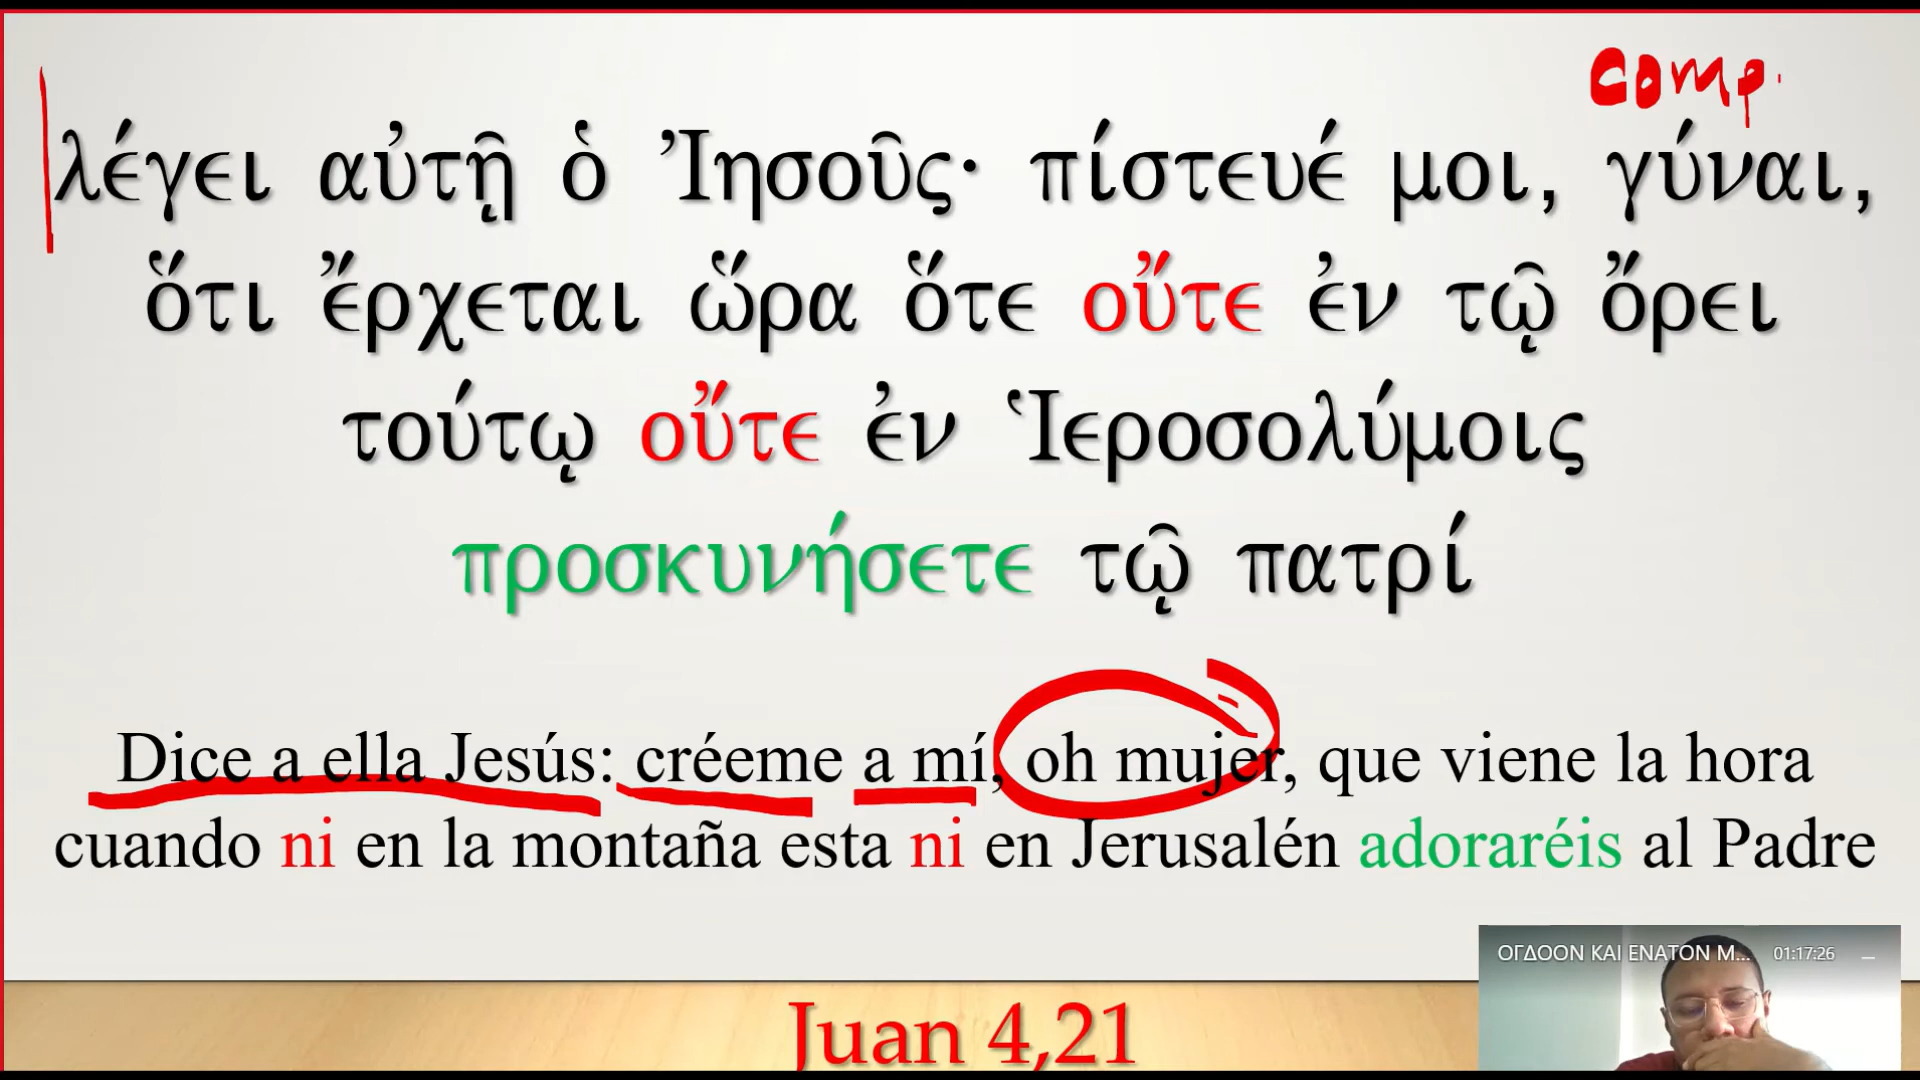 comp.
λέγει αὐτῇ ὁ Ἰησοῦς· πίστευέ μοι, γύναι,
ὅτι ἔρχεται ὥρα ὅτε οὔτε ἐν τῷ ὄρει
τούτῳ οὔτε ἐν Ἱεροσολύμοις
προσκυνήσετε τῷ πατρί
Dice a ella Jesús: créeme a mí, oh mujer, que viene la hora
cuando ni en la montaña esta ni en Jerusalén adoraréis al Padre
ΟΓΔΟΟΝ ΚΑΙ ΕΝΑΤΟΝ Μ... 01:17:26
Juan 4,21